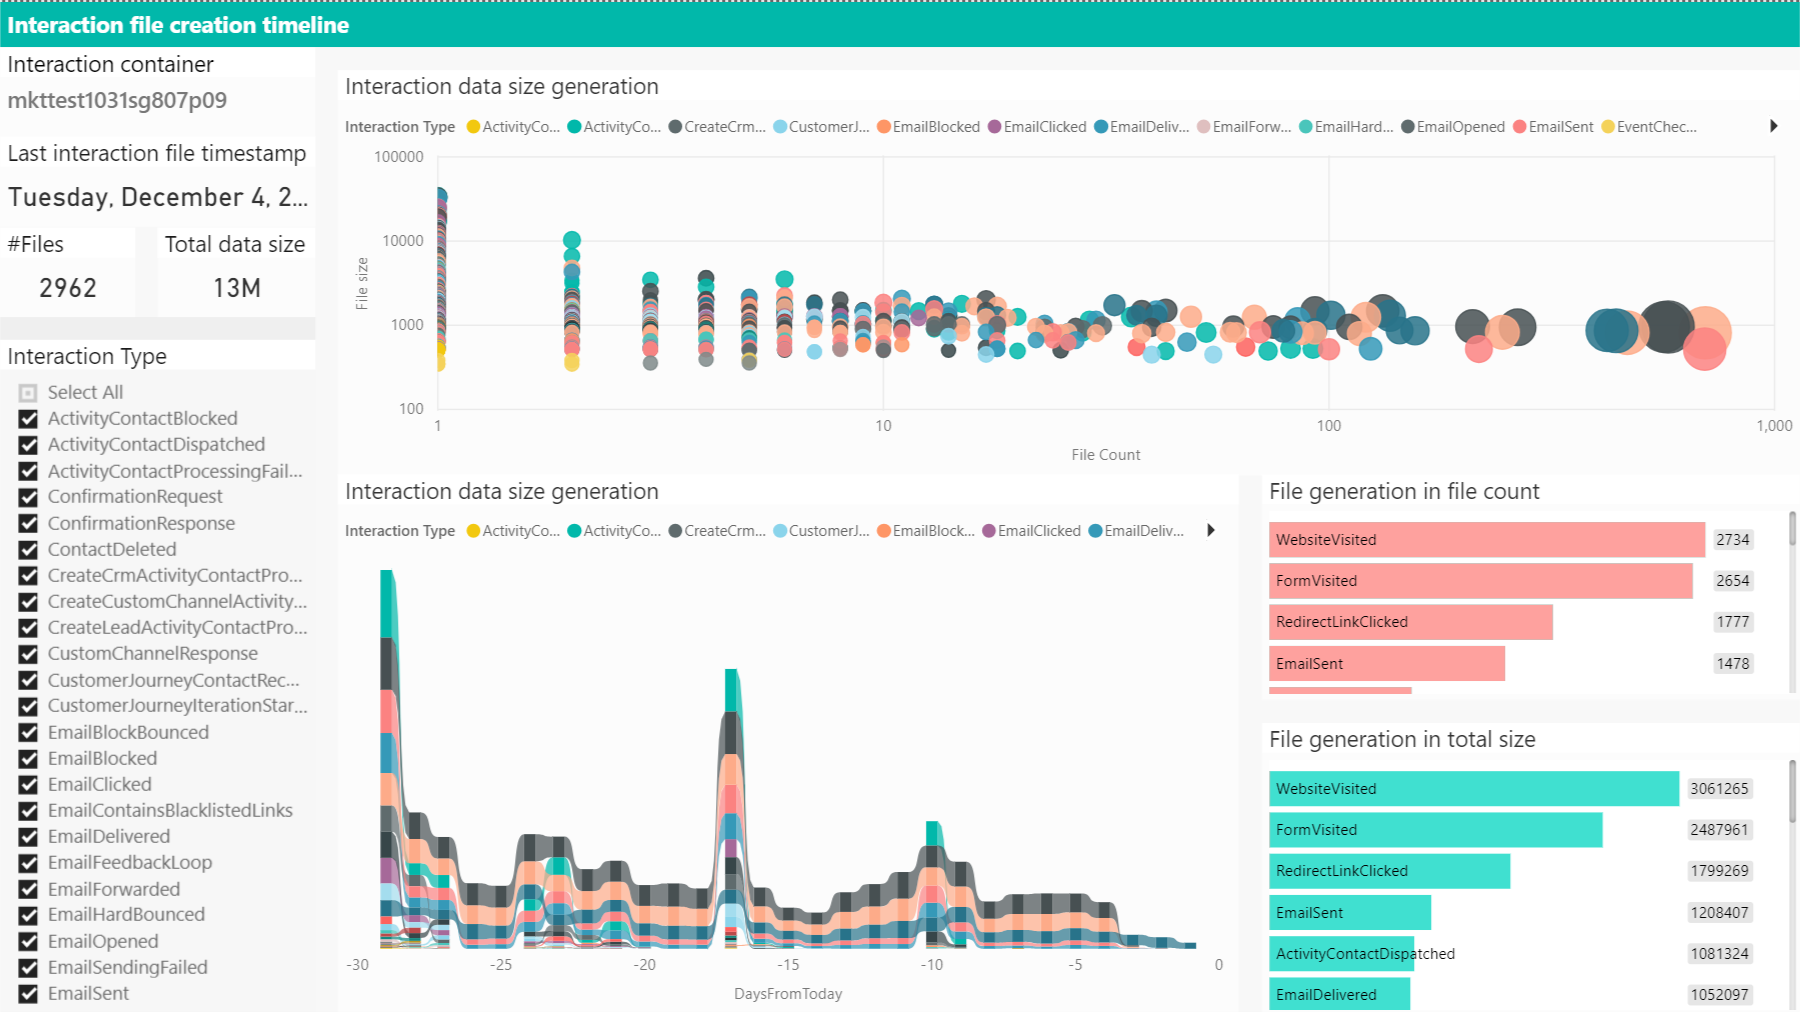 Interaction file creation timeline
Interaction container
mkttest1031sg807p09
Last interaction file timestamp
Tuesday, December 4, 2...
#Files
Total data size
2962
13M
Interaction Type
Select All
ActivityContactBlocked
ActivityContactDispatched
ActivityContactProcessingFail...
ConfirmationRequest
ConfirmationResponse
ContactDeleted
CreateCrmActivityContactPro...
CreateCustomChannelActivity...
CreateLeadActivityContactPro...
CustomChannelResponse
CustomerJourneyContactRec...
CustomerJourneyIterationStar...
EmailBlockBounced
EmailBlocked
EmailClicked
EmailContainsBlacklistedLinks
EmailDelivered
EmailFeedbackLoop
EmailForwarded
EmailHardBounced
EmailOpened
EmailSendingFailed
EmailSent
Interaction data size generation
Interaction Type ActivityCo... ActivityCo... CreateCrm... CustomerJ... EmailBlocked EmailClicked EmailDeliv... EmailForw... EmailHard... EmailOpened EmailSent EventChec...
100000
10000
1000
100
File size
1 10 100 1,000
File Count
Interaction data size generation
Interaction Type ActivityCo... ActivityCo... CreateCrm... CustomerJ... EmailBlock... EmailClicked EmailDeliv...
-30 -25 -20 -15 -10 -5 0
DaysFromToday
File generation in file count
WebsiteVisited 2734
FormVisited 2654
RedirectLinkClicked 1777
EmailSent 1478
File generation in total size
WebsiteVisited 3061265
FormVisited 2487961
RedirectLinkClicked 1799269
EmailSent 1208407
ActivityContactDispatched 1081324
EmailDelivered 1052097